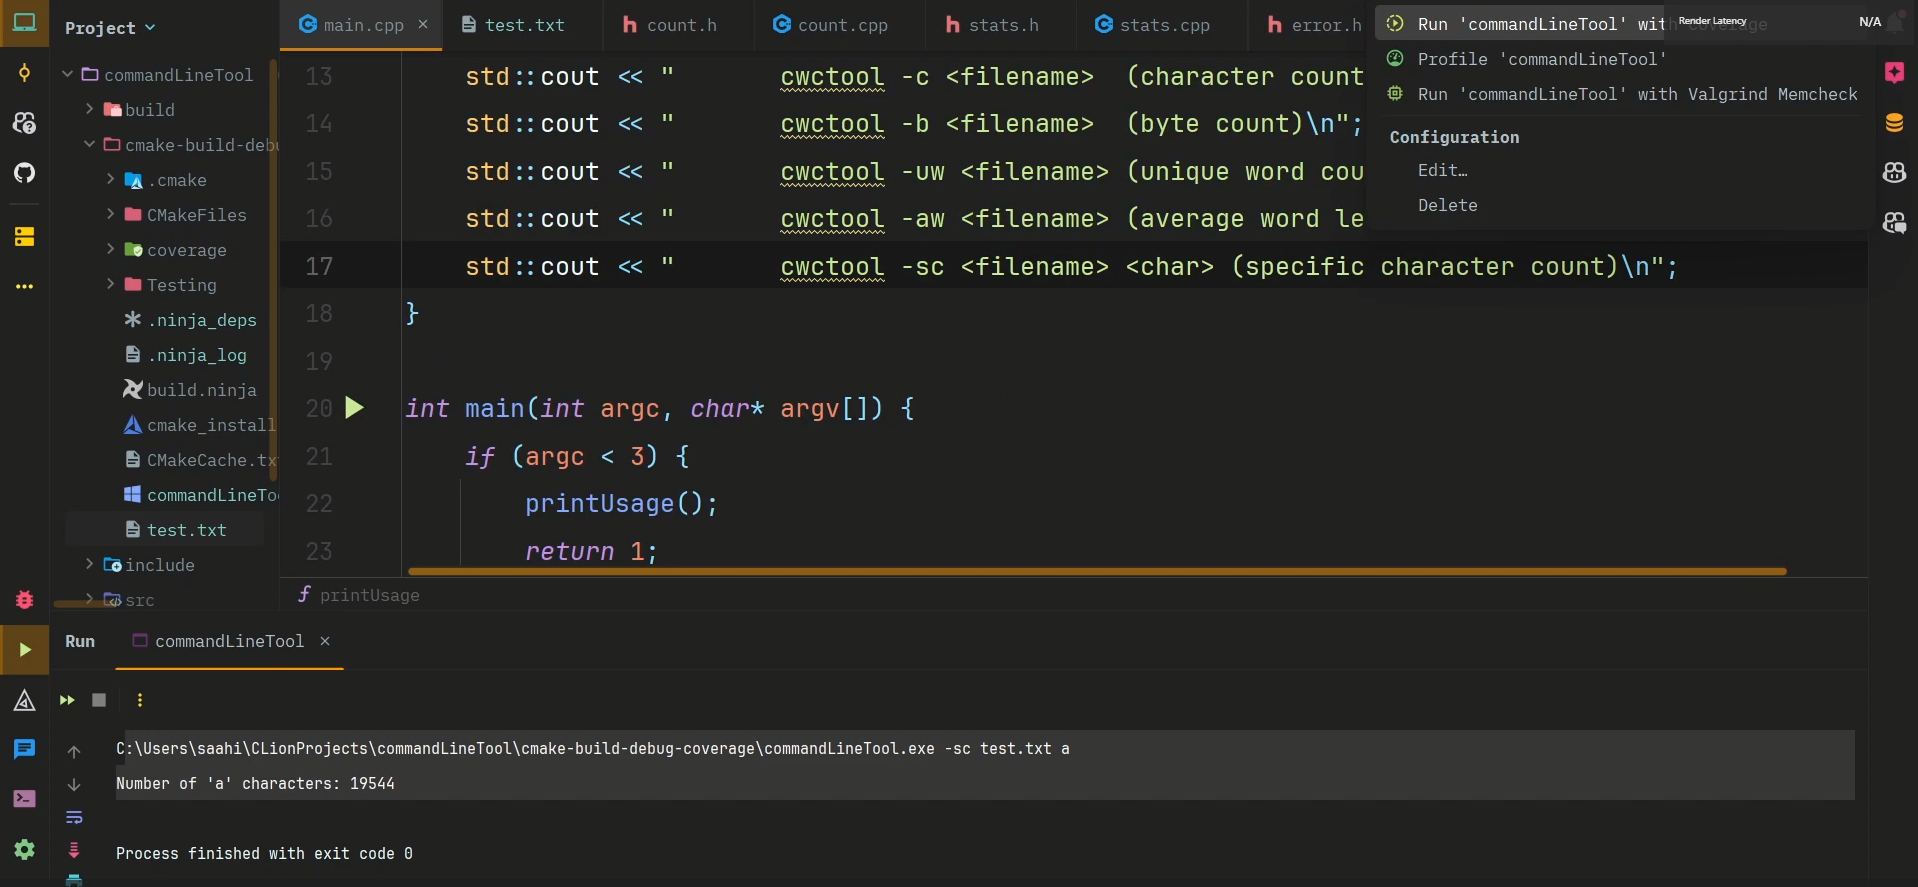 Project
main.cpp
test.txt
count.h
count.cpp
stats.h
stats.cpp
error.h
Run 'commandLineTool' with Coverage
Render Latency
N/A
Profile 'commandLineTool'
Run 'commandLineTool' with Valgrind Memcheck
Configuration
Edit...
Delete
commandLineTool
build
cmake-build-debu
.cmake
CMakeFiles
coverage
Testing
.ninja_deps
.ninja_log
build.ninja
cmake_install
CMakeCache.tx
commandLineToo
test.txt
include
src
13 std::cout << "       cwctool -c <filename>  (character count
14 std::cout << "       cwctool -b <filename>  (byte count)\n";
15 std::cout << "       cwctool -uw <filename> (unique word cou
16 std::cout << "       cwctool -aw <filename> (average word le
17 std::cout << "       cwctool -sc <filename> <char> (specific character count)\n";
18 }
19
20 int main(int argc, char* argv[]) {
21 if (argc < 3) {
22 printUsage();
23 return 1;
printUsage
Run
commandLineTool
C:\Users\saahi\CLionProjects\commandLineTool\cmake-build-debug-coverage\commandLineTool.exe -sc test.txt a
Number of 'a' characters: 19544
Process finished with exit code 0